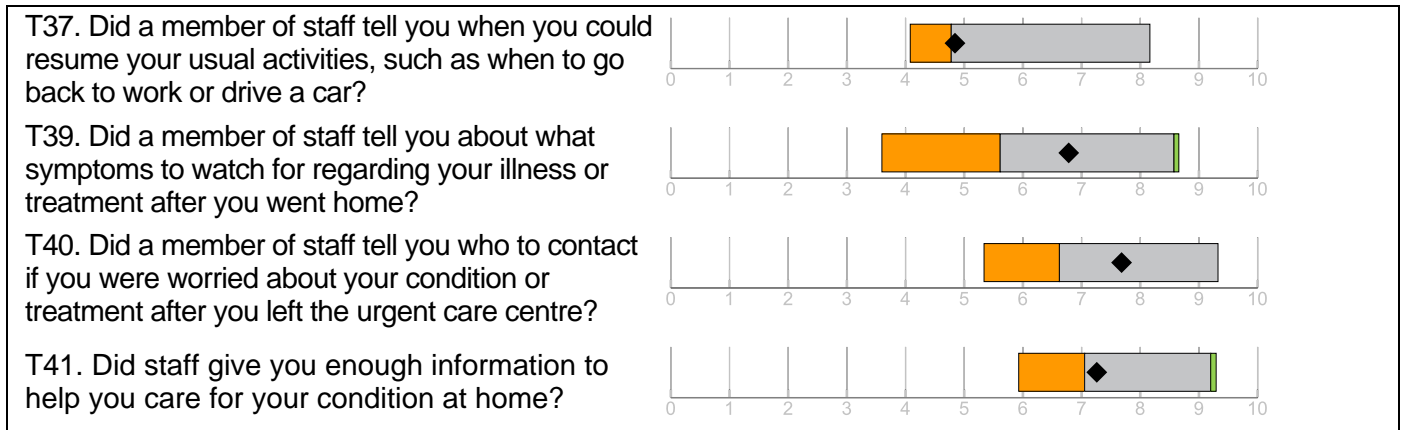 T37. Did a member of staff tell you when you could
resume your usual activities, such as when to go
back to work or drive a car?
0 1 2 3 4 5 6 7 8 9 10
T39. Did a member of staff tell you about what
symptoms to watch for regarding your illness or
treatment after you went home?
0 1 2 3 4 5 6 7 8 9 10
T40. Did a member of staff tell you who to contact
if you were worried about your condition or
treatment after you left the urgent care centre?
0 1 2 3 4 5 6 7 8 9 10
T41. Did staff give you enough information to
help you care for your condition at home?
0 1 2 3 4 5 6 7 8 9 10